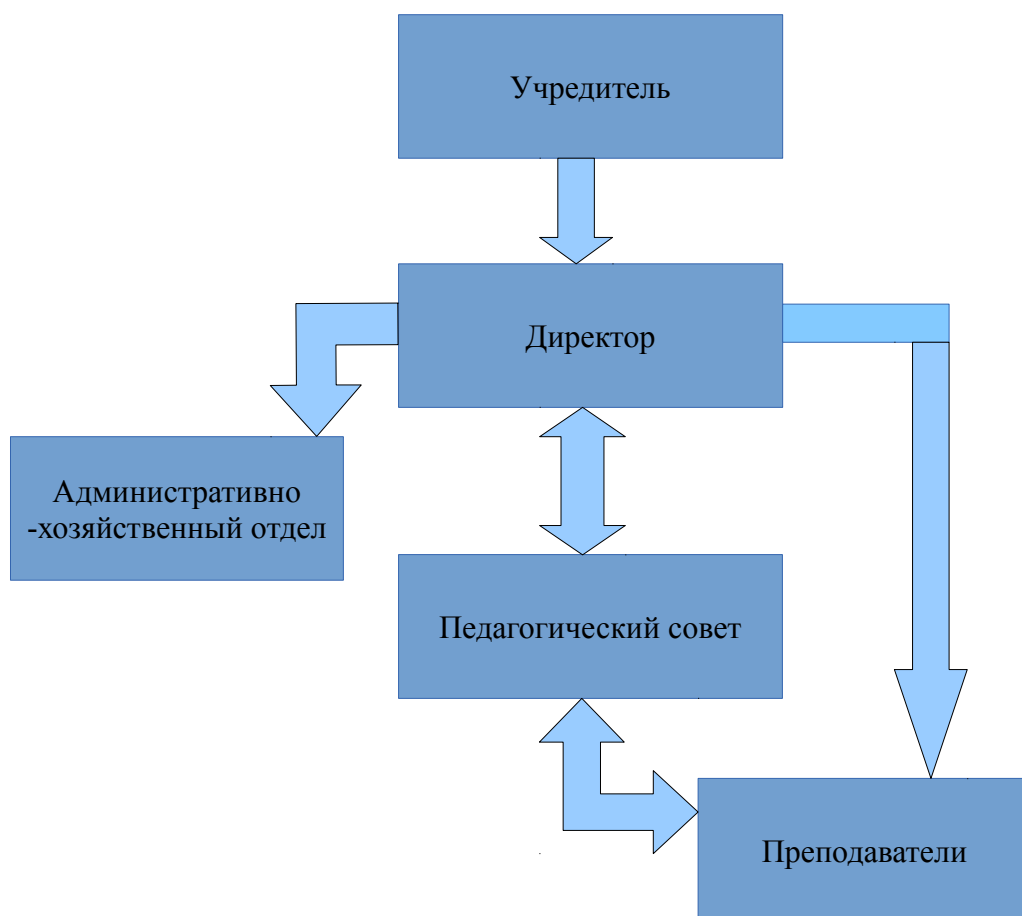 Учредитель
Директор
Административно
-хозяйственный отдел
Педагогический совет
Преподаватели